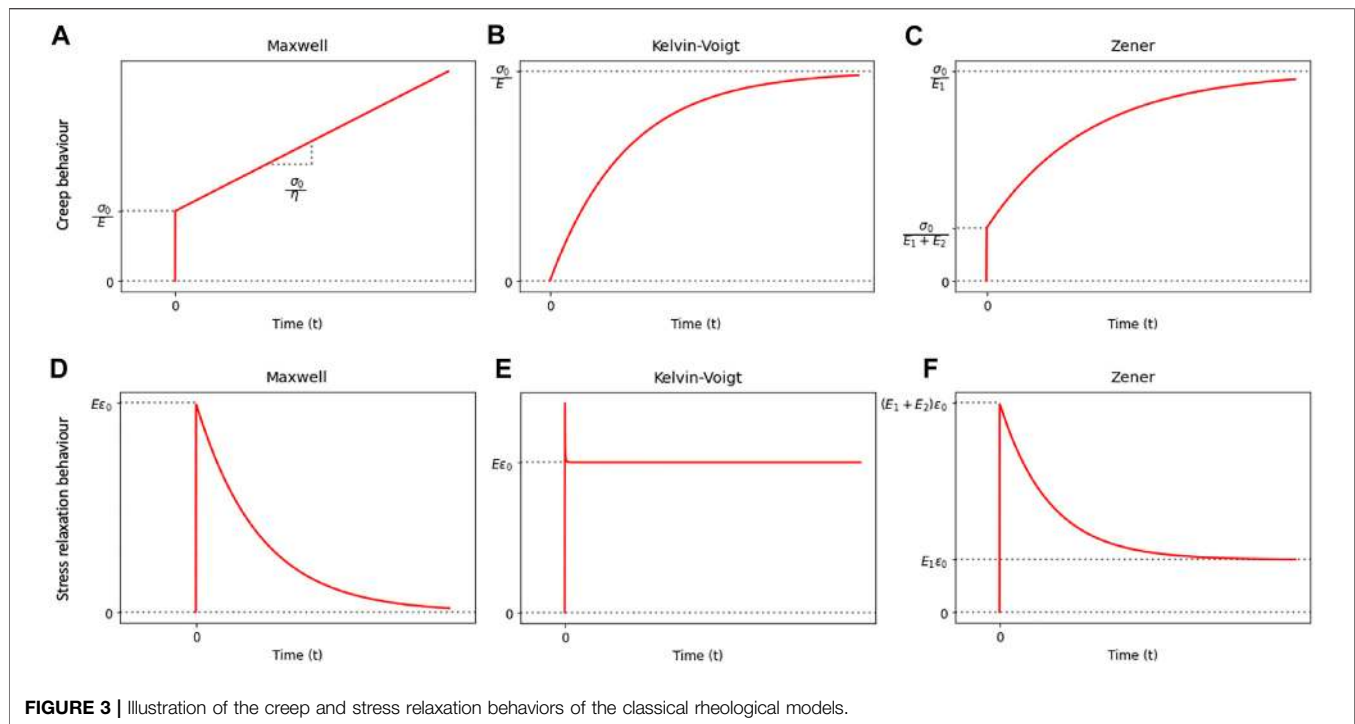 A
Maxwell
Creep behaviour
σ₀/E
0
σ₀/η
0
Time (t)
B
Kelvin-Voigt
σ₀/E
0
0
Time (t)
C
Zener
σ₀/E₁
σ₀/E₁ + E₂
0
0
Time (t)
D
Maxwell
Stress relaxation behaviour
Eε₀
0
0
Time (t)
E
Kelvin-Voigt
Eε₀
0
0
Time (t)
F
Zener
(E₁ + E₂)ε₀
E₁ε₀
0
0
Time (t)
FIGURE 3 | Illustration of the creep and stress relaxation behaviors of the classical rheological models.